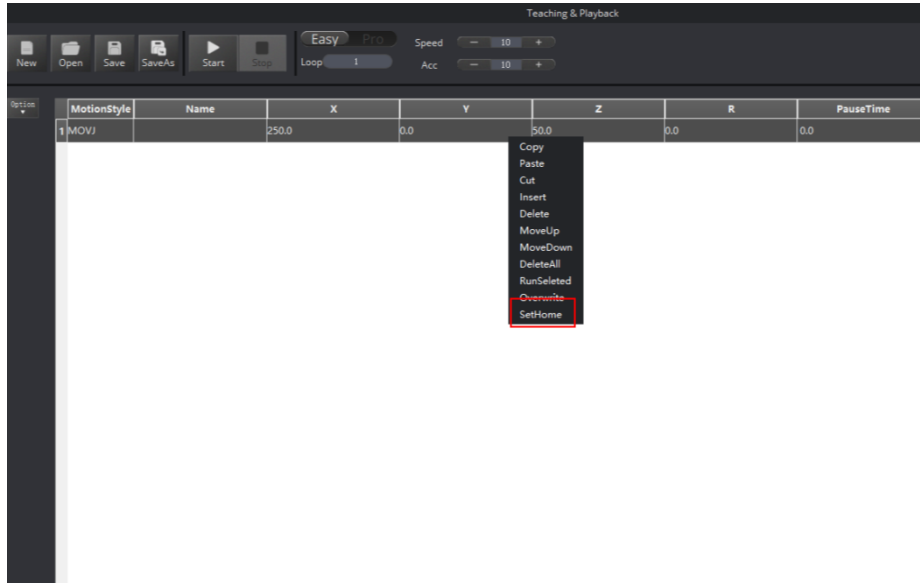 Teaching & Playback
New Open Save SaveAs Start Stop Easy Pro Speed 10
Loop 1 Acc 10
Option MotionStyle Name X Y Z R PauseTime
1 MOVJ 250.0 0.0 50.0 0.0 0.0
Copy
Paste
Cut
Insert
Delete
MoveUp
MoveDown
DeleteAll
RunSeleted
Overwrite
SetHome